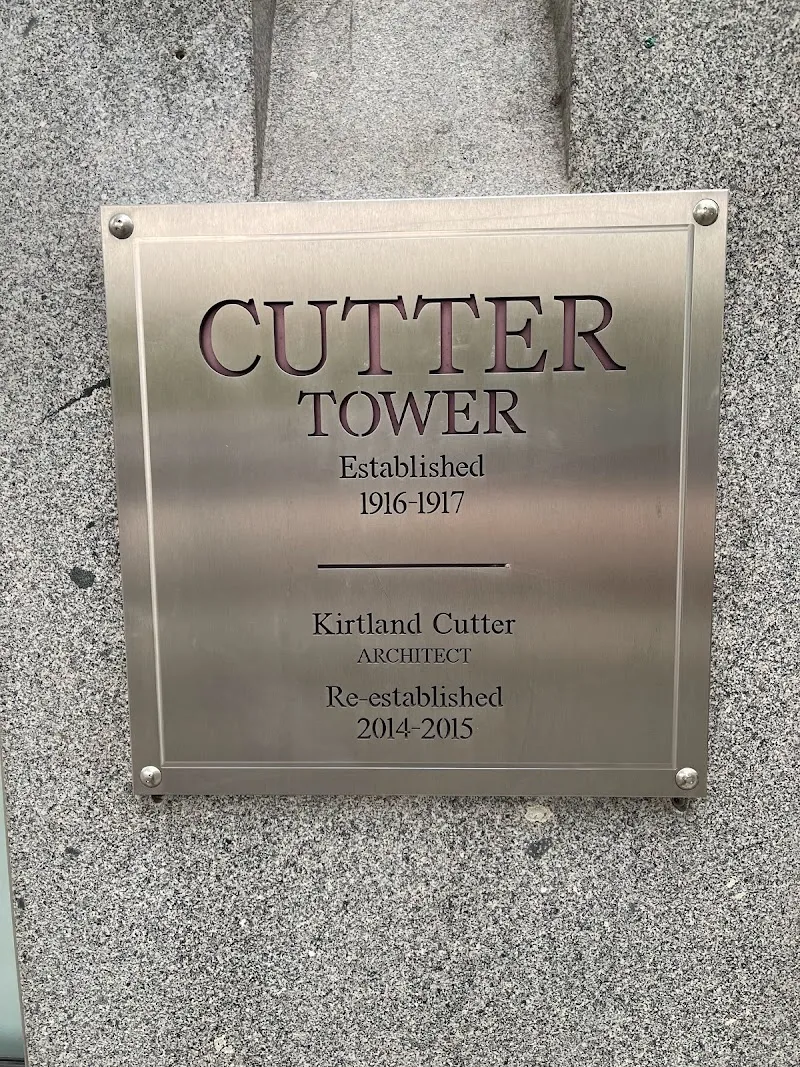 CUTTER
TOWER
Established
1916-1917
Kirtland Cutter
ARCHITECT
Re-established
2014-2015